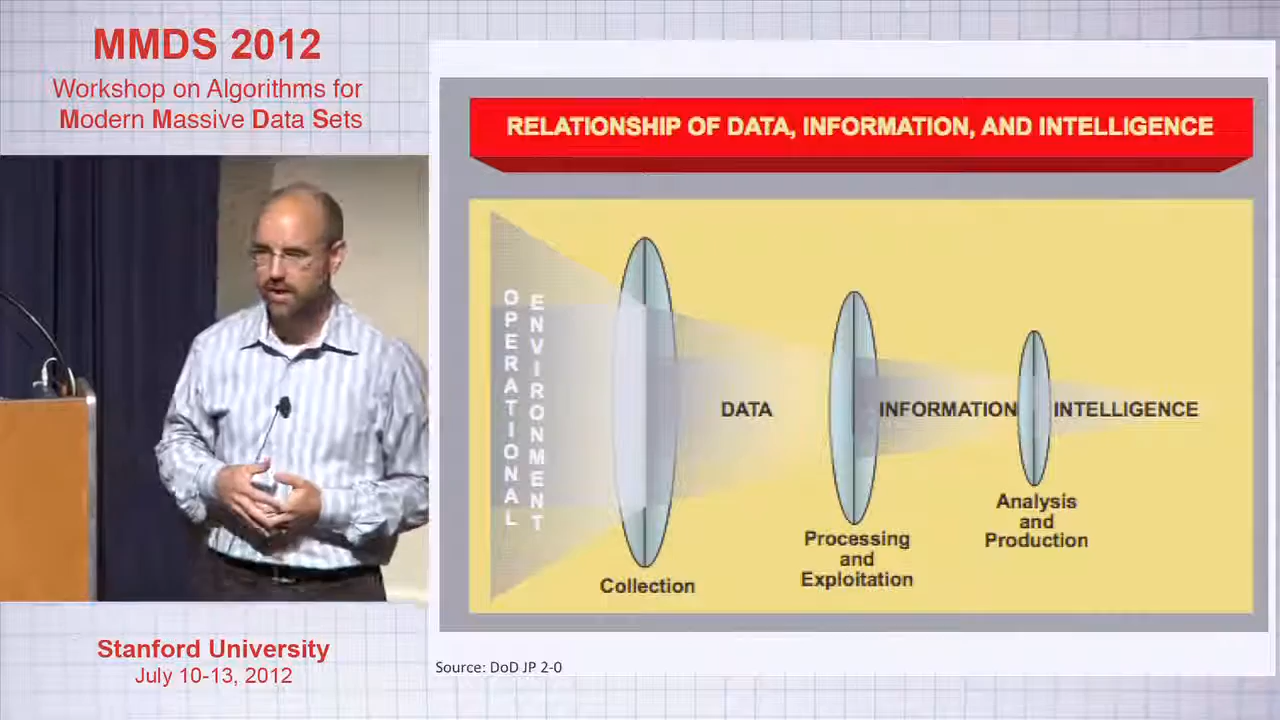 MMDS 2012
Workshop on Algorithms for
Modern Massive Data Sets
RELATIONSHIP OF DATA, INFORMATION, AND INTELLIGENCE
OPERATIONAL
ENVIRONMENT
DATA
INFORMATION
INTELLIGENCE
Collection
Processing
and
Exploitation
Analysis
and
Production
Source: DoD JP 2-0
Stanford University
July 10-13, 2012